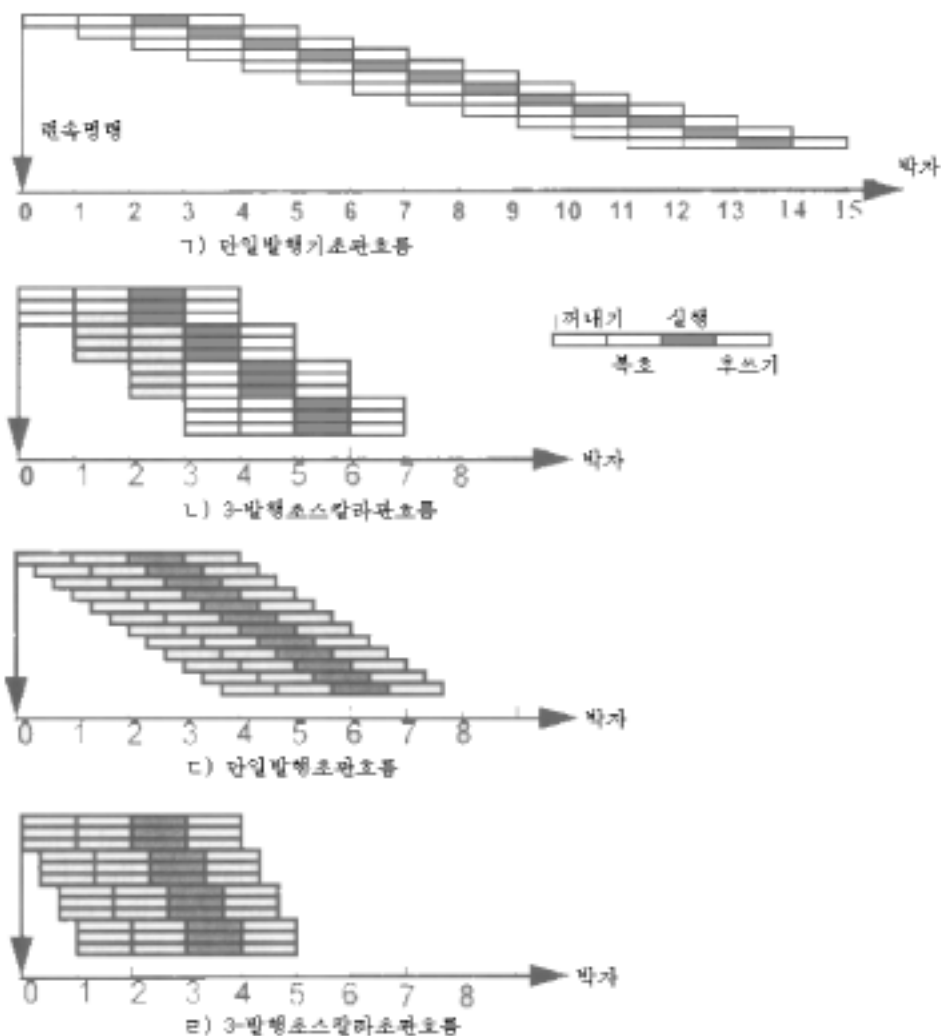 련속명령
박자
0 1 2 3 4 5 6 7 8 9 10 11 12 13 14 15
ㄱ) 단일발행기초관흐름
꺼내기 실행
복호 후쓰기
박자
0 1 2 3 4 5 6 7 8
ㄴ) 3-발행초스칼라관흐름
박자
0 1 2 3 4 5 6 7 8
ㄷ) 단일발행초관흐름
박자
0 1 2 3 4 5 6 7 8
ㄹ) 3-발행초스칼라초관흐름